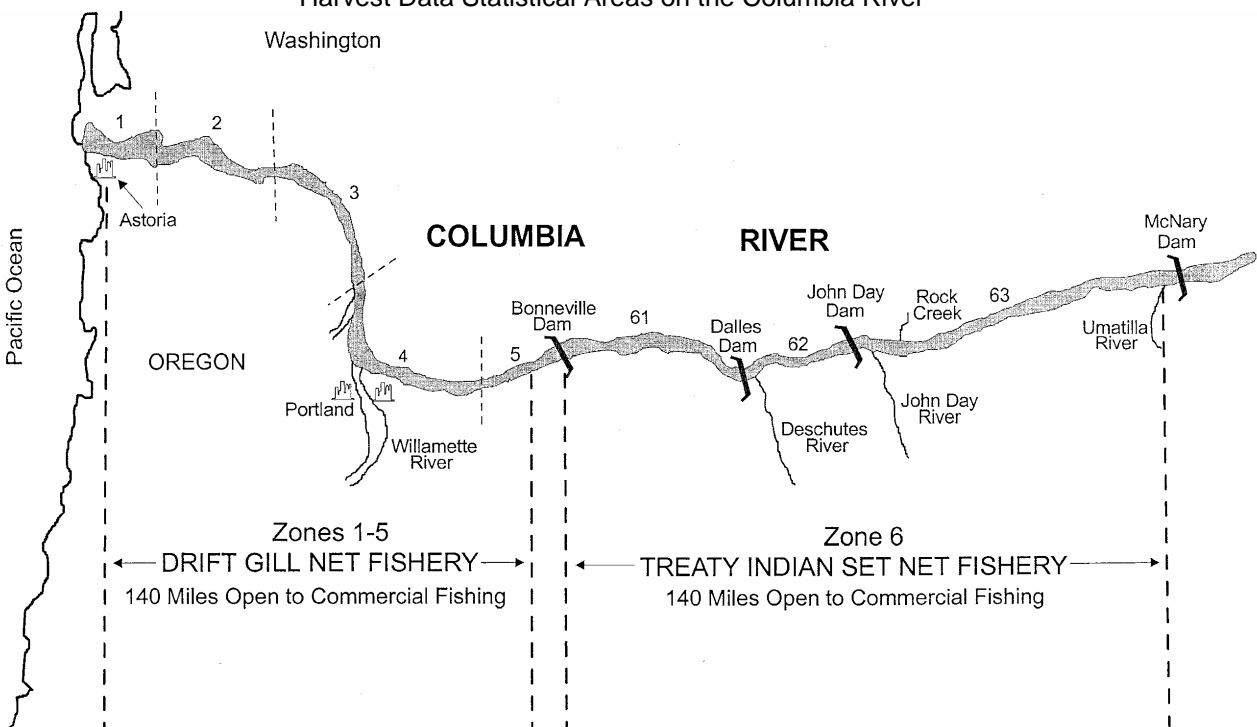 Harvest Data Statistical Areas on the Columbia River
Washington
1
2
3
Astoria
Pacific Ocean
COLUMBIA RIVER
OREGON
4
5
Portland
Willamette
River
Bonneville
Dam
61
Dalles
Dam
62
John Day
Dam
Rock
Creek
63
McNary
Dam
Umatilla
River
John Day
River
Deschutes
River
Zones 1-5
DRIFT GILL NET FISHERY
140 Miles Open to Commercial Fishing
Zone 6
TREATY INDIAN SET NET FISHERY
140 Miles Open to Commercial Fishing